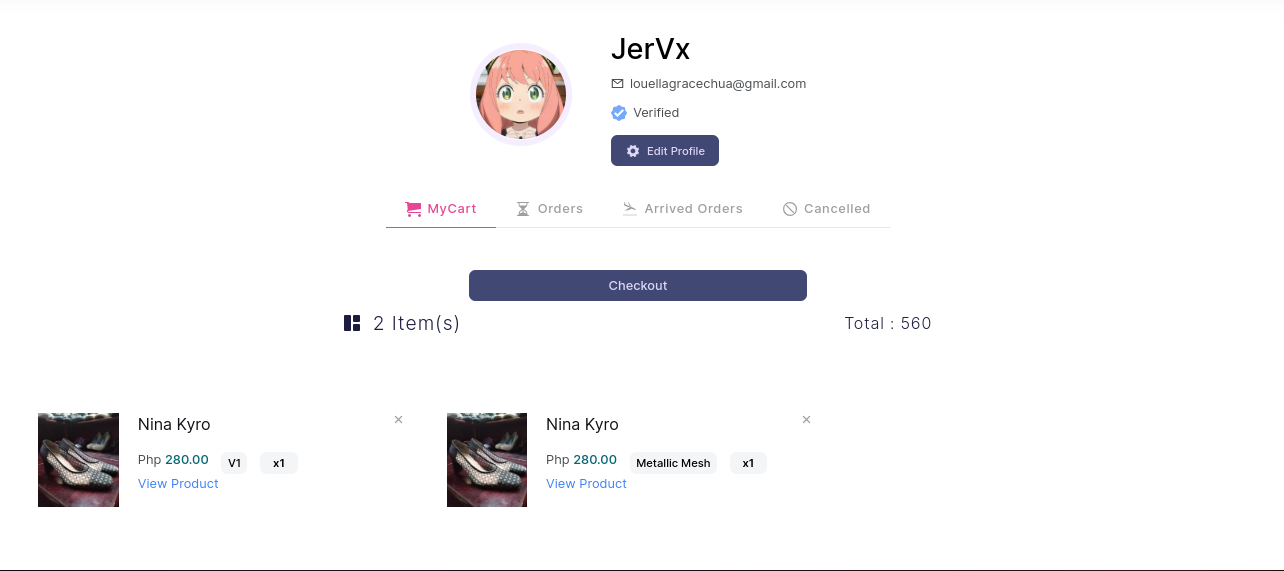 JerVx
louellagracechua@gmail.com
Verified
Edit Profile
MyCart Orders Arrived Orders Cancelled
Checkout
2 Item(s) Total : 560
Nina Kyro ×
Php 280.00 V1 x1
View Product
Nina Kyro ×
Php 280.00 Metallic Mesh x1
View Product